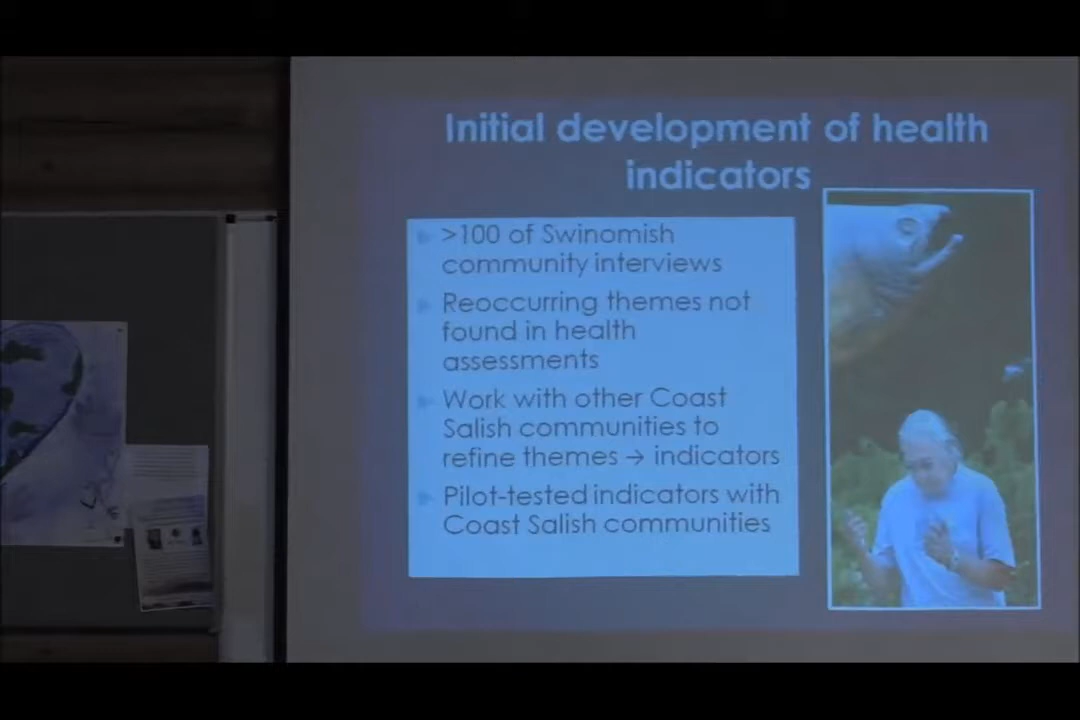 Initial development of health
indicators
>100 of Swinomish
community interviews
Reoccurring themes not
found in health
assessments
Work with other Coast
Salish communities to
refine themes → indicators
Pilot-tested indicators with
Coast Salish communities